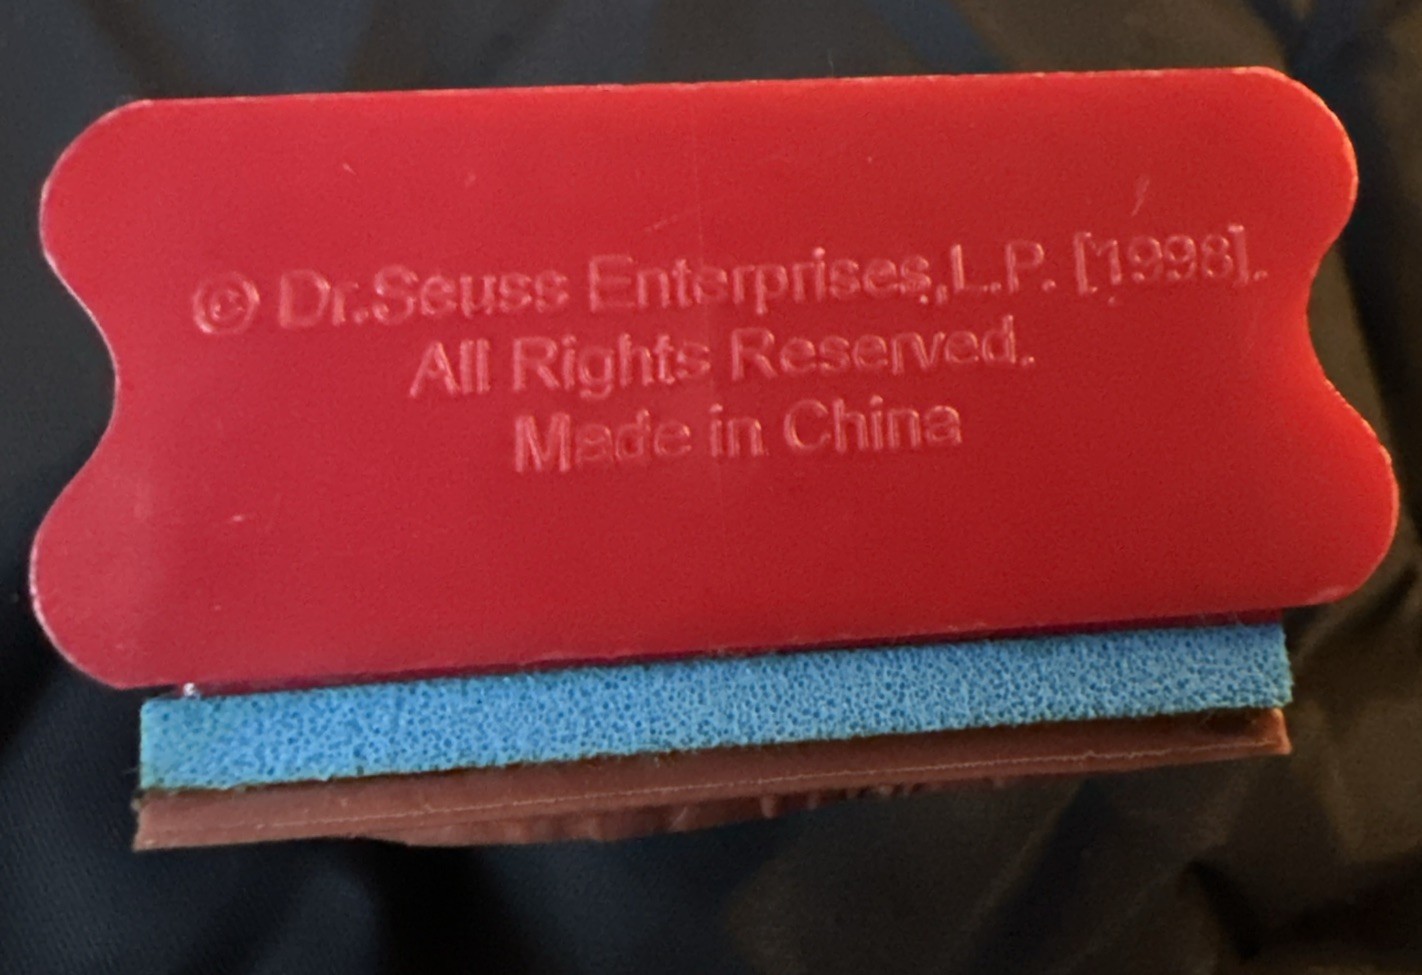 © Dr.Seuss Enterprises,L.P. [1998].
All Rights Reserved.
Made in China